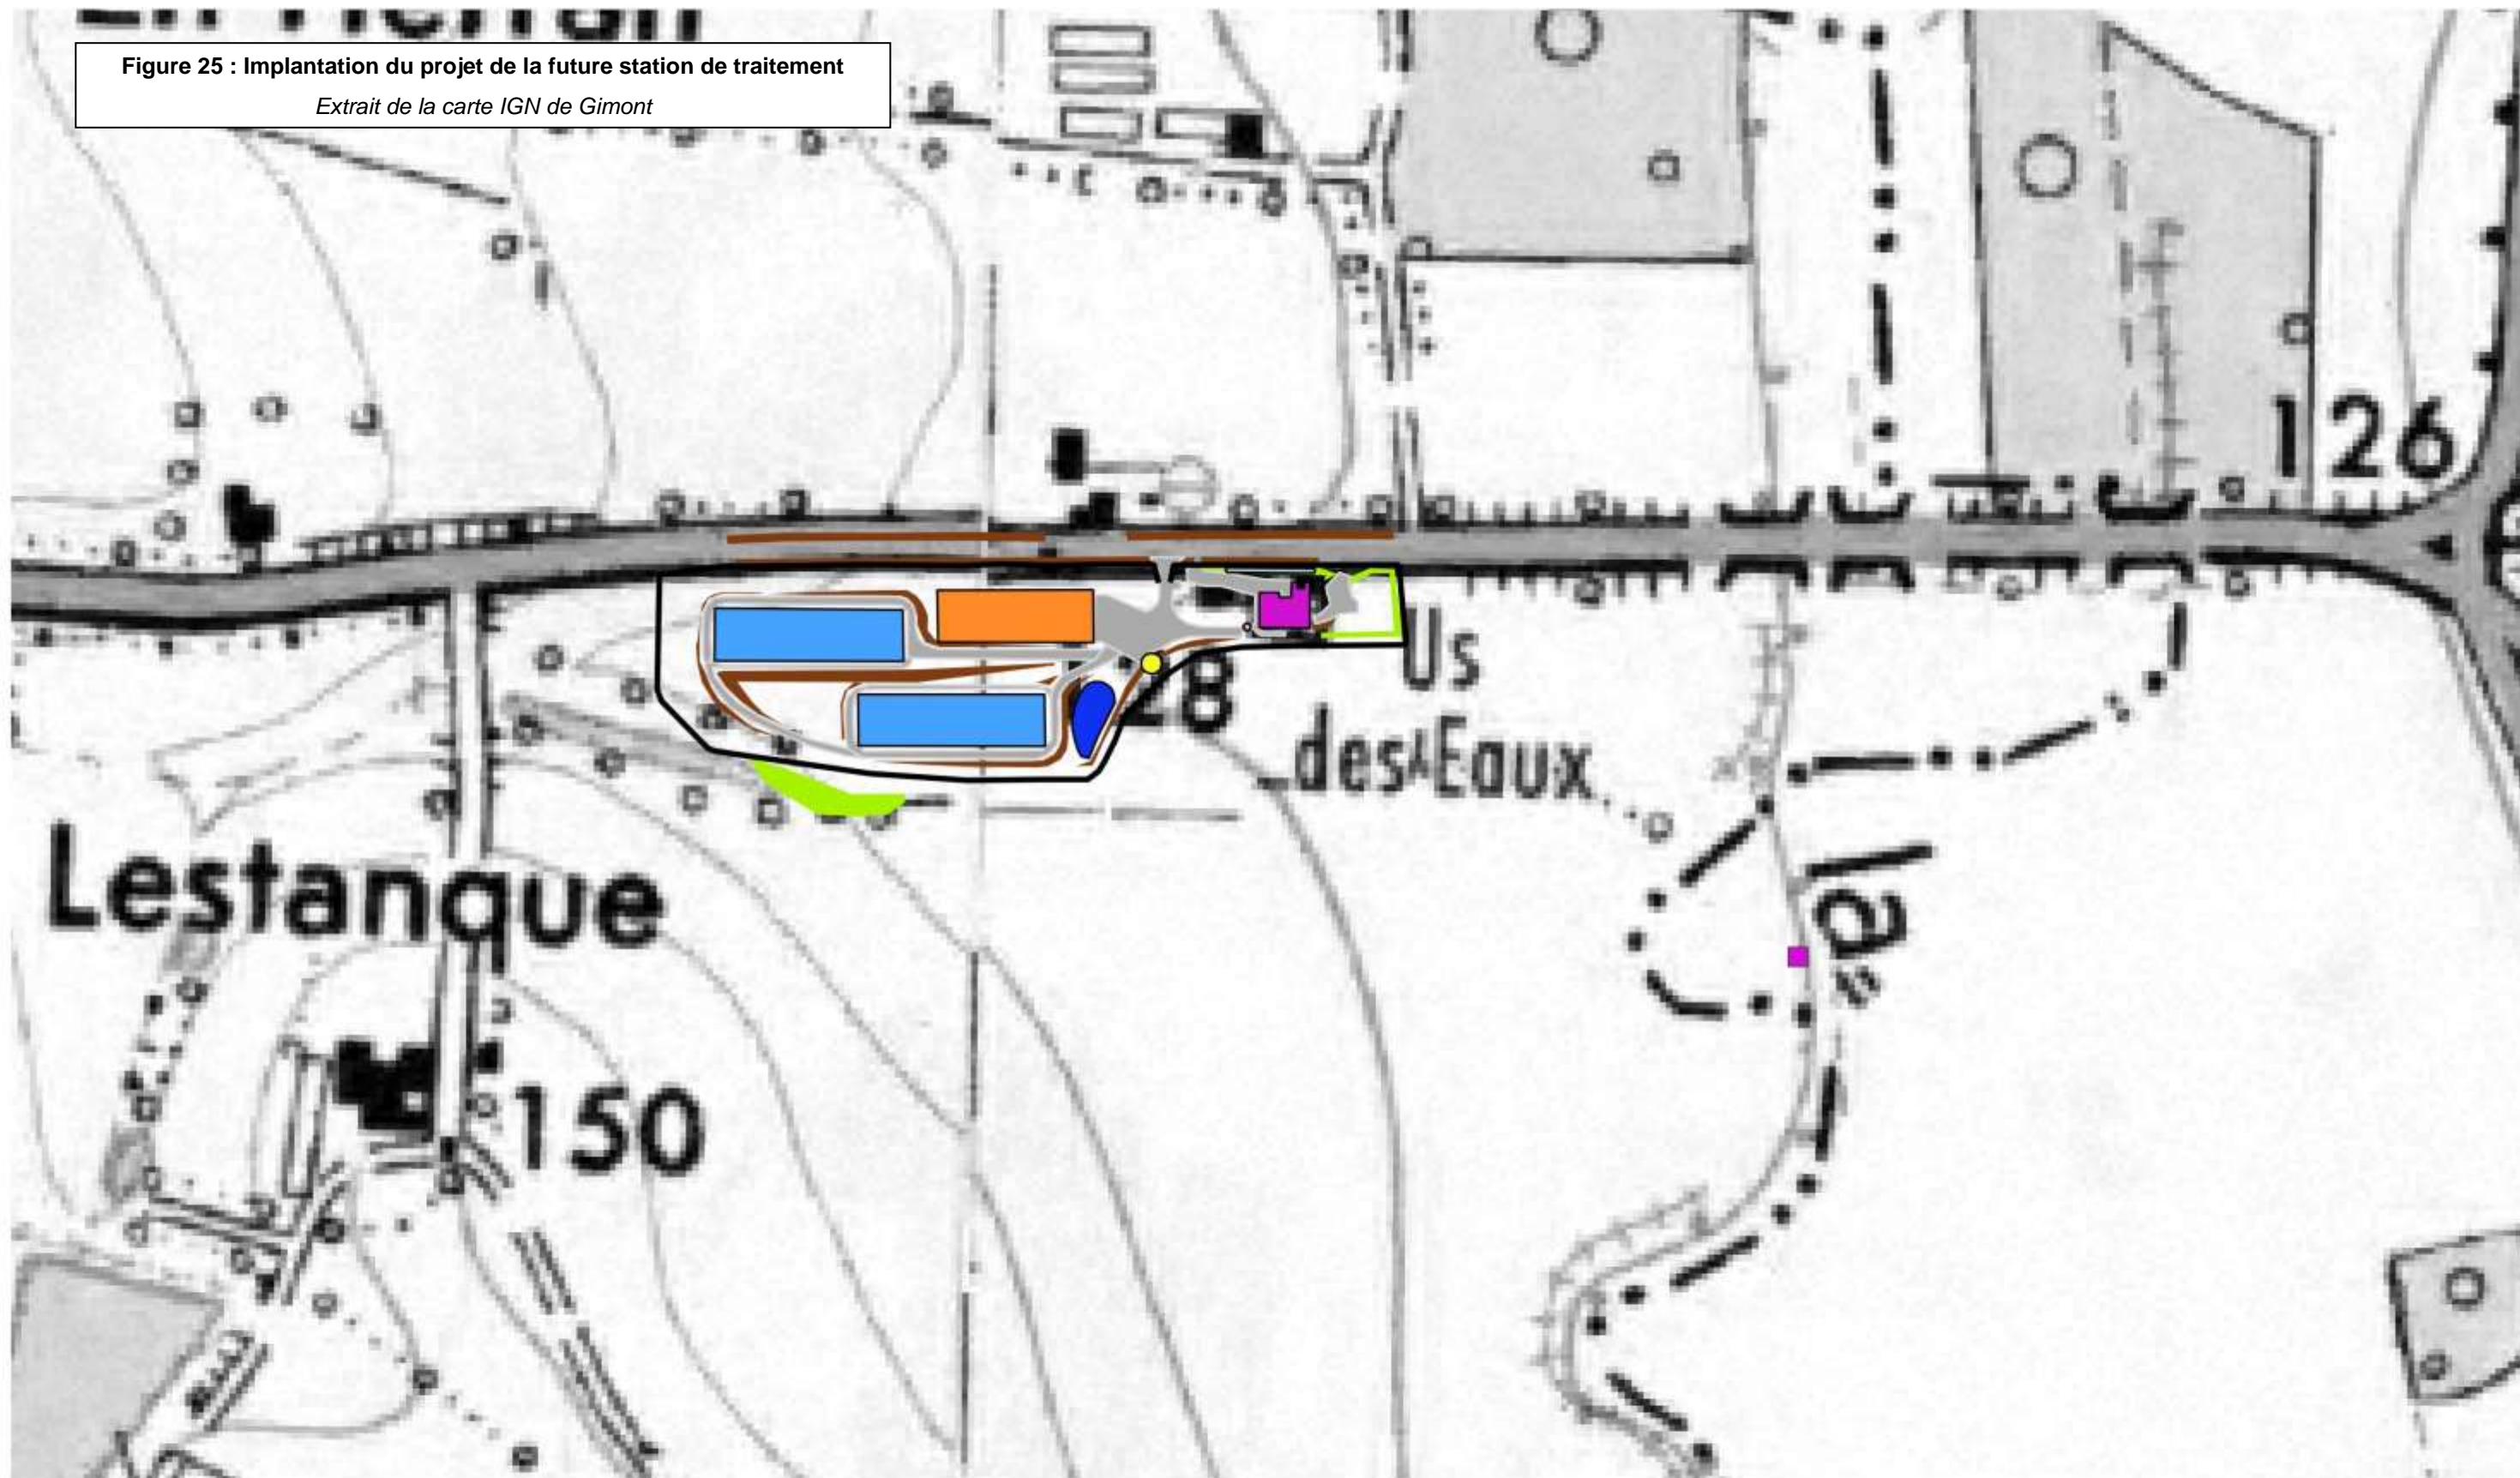 Figure 25 : Implantation du projet de la future station de traitement
Extrait de la carte IGN de Gimont
126
Us
28
des Eaux
Lestanque
la
150